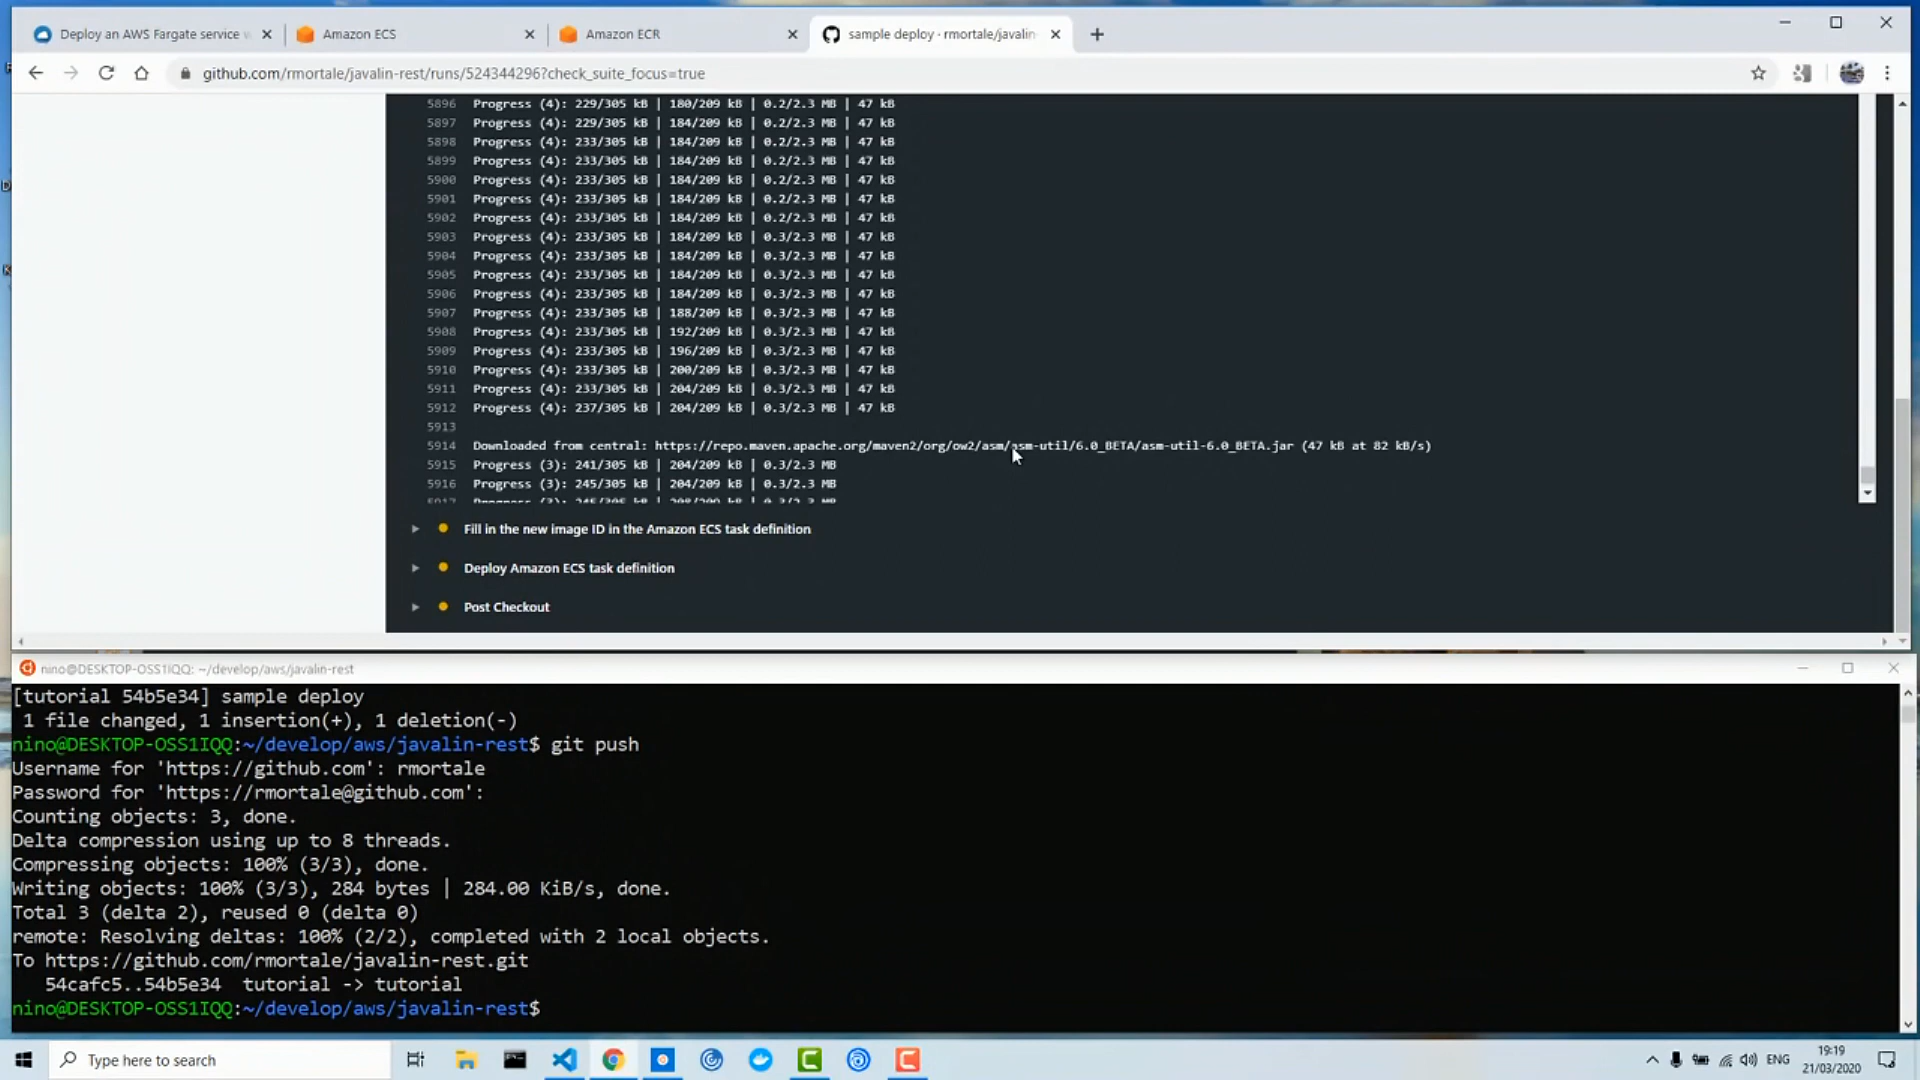 Deploy an AWS Fargate service
Amazon ECS
Amazon ECR
sample deploy · rmortale/javalin-
github.com/rmortale/javalin-rest/runs/524344296?check_suite_focus=true
5896 Progress (4): 229/305 kB | 180/209 kB | 0.2/2.3 MB | 47 kB
5897 Progress (4): 229/305 kB | 184/209 kB | 0.2/2.3 MB | 47 kB
5898 Progress (4): 233/305 kB | 184/209 kB | 0.2/2.3 MB | 47 kB
5899 Progress (4): 233/305 kB | 184/209 kB | 0.2/2.3 MB | 47 kB
5900 Progress (4): 233/305 kB | 184/209 kB | 0.2/2.3 MB | 47 kB
5901 Progress (4): 233/305 kB | 184/209 kB | 0.2/2.3 MB | 47 kB
5902 Progress (4): 233/305 kB | 184/209 kB | 0.2/2.3 MB | 47 kB
5903 Progress (4): 233/305 kB | 184/209 kB | 0.3/2.3 MB | 47 kB
5904 Progress (4): 233/305 kB | 184/209 kB | 0.3/2.3 MB | 47 kB
5905 Progress (4): 233/305 kB | 184/209 kB | 0.3/2.3 MB | 47 kB
5906 Progress (4): 233/305 kB | 184/209 kB | 0.3/2.3 MB | 47 kB
5907 Progress (4): 233/305 kB | 188/209 kB | 0.3/2.3 MB | 47 kB
5908 Progress (4): 233/305 kB | 192/209 kB | 0.3/2.3 MB | 47 kB
5909 Progress (4): 233/305 kB | 196/209 kB | 0.3/2.3 MB | 47 kB
5910 Progress (4): 233/305 kB | 200/209 kB | 0.3/2.3 MB | 47 kB
5911 Progress (4): 233/305 kB | 204/209 kB | 0.3/2.3 MB | 47 kB
5912 Progress (4): 237/305 kB | 204/209 kB | 0.3/2.3 MB | 47 kB
5913
5914 Downloaded from central: https://repo.maven.apache.org/maven2/org/ow2/asm/asm-util/6.0_BETA/asm-util-6.0_BETA.jar (47 kB at 82 kB/s)
5915 Progress (3): 241/305 kB | 204/209 kB | 0.3/2.3 MB
5916 Progress (3): 245/305 kB | 204/209 kB | 0.3/2.3 MB
5917 Progress (3): 245/305 kB | 208/209 kB | 0.3/2.3 MB
Fill in the new image ID in the Amazon ECS task definition
Deploy Amazon ECS task definition
Post Checkout
nino@DESKTOP-OSS1IQQ: ~/develop/aws/javalin-rest
[tutorial 54b5e34] sample deploy
1 file changed, 1 insertion(+), 1 deletion(-)
nino@DESKTOP-OSS1IQQ:~/develop/aws/javalin-rest$ git push
Username for 'https://github.com': rmortale
Password for 'https://rmortale@github.com':
Counting objects: 3, done.
Delta compression using up to 8 threads.
Compressing objects: 100% (3/3), done.
Writing objects: 100% (3/3), 284 bytes | 284.00 KiB/s, done.
Total 3 (delta 2), reused 0 (delta 0)
remote: Resolving deltas: 100% (2/2), completed with 2 local objects.
To https://github.com/rmortale/javalin-rest.git
54cafc5..54b5e34 tutorial -> tutorial
nino@DESKTOP-OSS1IQQ:~/develop/aws/javalin-rest$
Type here to search
ENG
19:19
21/03/2020